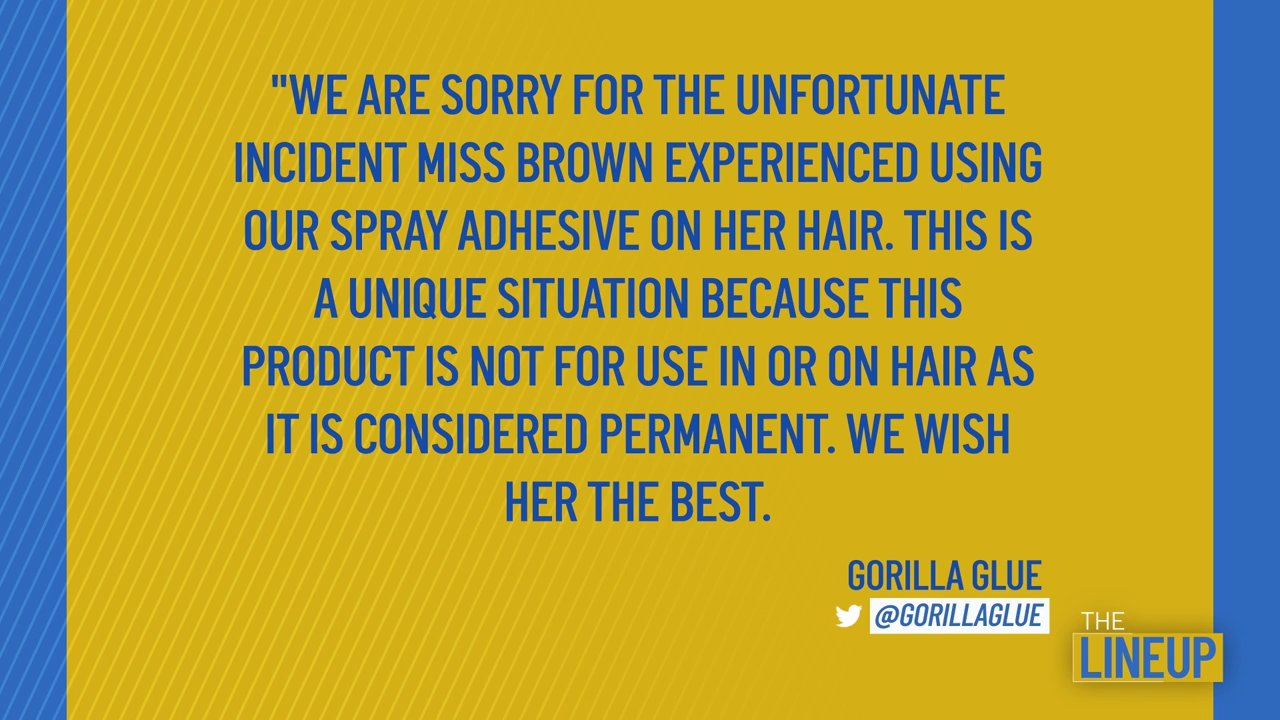 "WE ARE SORRY FOR THE UNFORTUNATE
INCIDENT MISS BROWN EXPERIENCED USING
OUR SPRAY ADHESIVE ON HER HAIR. THIS IS
A UNIQUE SITUATION BECAUSE THIS
PRODUCT IS NOT FOR USE IN OR ON HAIR AS
IT IS CONSIDERED PERMANENT. WE WISH
HER THE BEST.
GORILLA GLUE
@GORILLAGLUE
THE
LINEUP